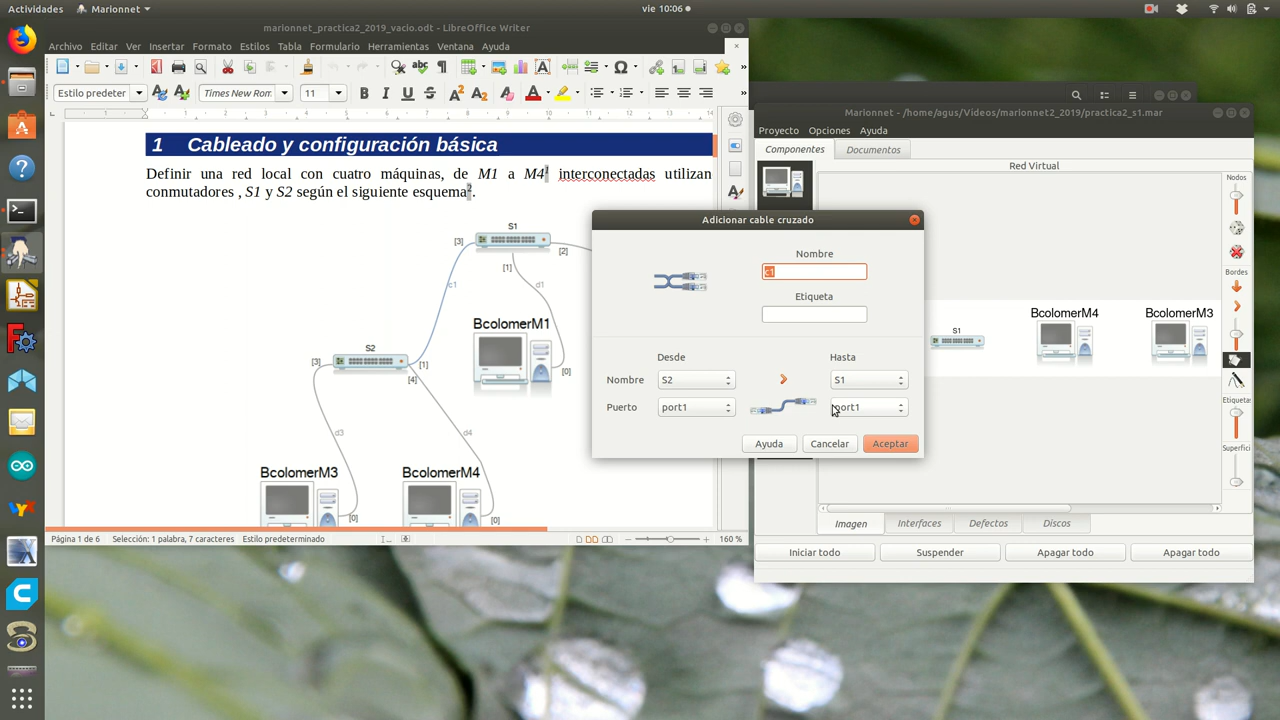 Actividades
Marionnet
vie 10:06
marionnet_practica2_2019_vacio.odt - LibreOffice Writer
Archivo Editar Ver Insertar Formato Estilos Tabla Formulario Herramientas Ventana Ayuda
Estilo predeter
Times New Rom
11
1 Cableado y configuración básica
Definir una red local con cuatro máquinas, de M1 a M4¹ interconectadas utilizan
conmutadores , S1 y S2 según el siguiente esquema².
S1
[3]
[2]
[1]
c1
d1
BcolomerM1
S2
[3]
[1]
[0]
[4]
d3
d4
BcolomerM3
BcolomerM4
[0]
[0]
Página 1 de 6
Selección: 1 palabra, 7 caracteres
Estilo predeterminado
160 %
Marionnet - /home/agus/Videos/marionnet2_2019/practica2_s1.mar
Proyecto Opciones Ayuda
Componentes Documentos
Red Virtual
Nodos
Bordes
Etiquetas
Superfici
S1
BcolomerM4
BcolomerM3
Imagen Interfaces Defectos Discos
Iniciar todo Suspender Apagar todo Apagar todo
Adicionar cable cruzado
Nombre
c1
Etiqueta
Desde Hasta
Nombre S2 S1
Puerto port1 port1
Ayuda Cancelar Aceptar